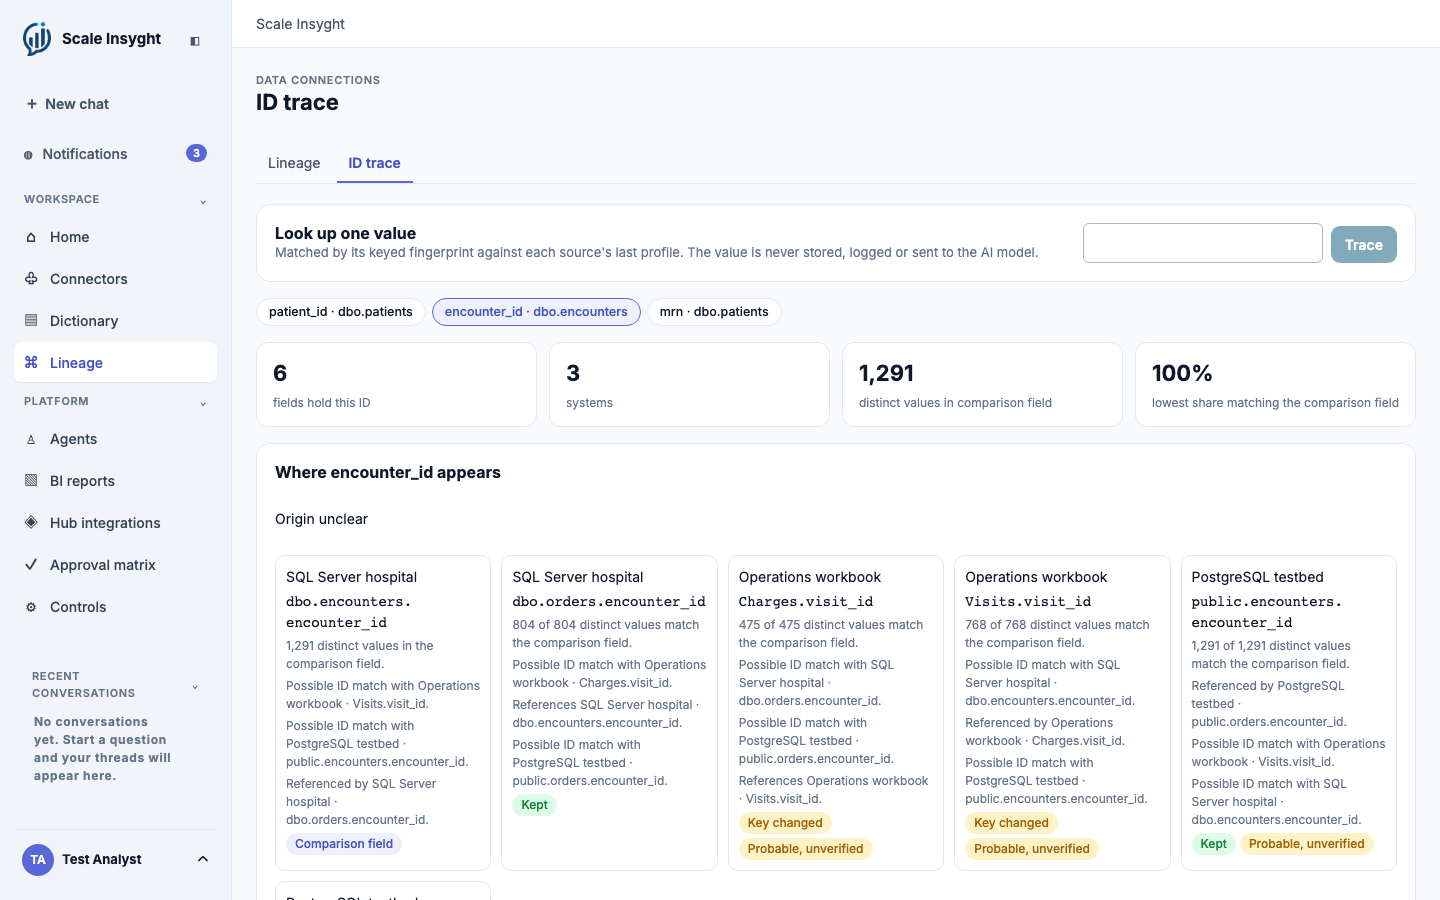 Scale Insyght
+ New chat
Notifications
3
WORKSPACE
Home
Connectors
Dictionary
Lineage
PLATFORM
Agents
BI reports
Hub integrations
Approval matrix
Controls
RECENT
CONVERSATIONS
No conversations
yet. Start a question
and your threads will
appear here.
TA
Test Analyst
Scale Insyght
DATA CONNECTIONS
ID trace
Lineage
ID trace
Look up one value
Matched by its keyed fingerprint against each source's last profile. The value is never stored, logged or sent to the AI model.
Trace
patient_id · dbo.patients
encounter_id · dbo.encounters
mrn · dbo.patients
6
fields hold this ID
3
systems
1,291
distinct values in comparison field
100%
lowest share matching the comparison field
Where encounter_id appears
Origin unclear
SQL Server hospital
dbo.encounters.
encounter_id
1,291 distinct values in the
comparison field.
Possible ID match with Operations
workbook · Visits.visit_id.
Possible ID match with
PostgreSQL testbed ·
public.encounters.encounter_id.
Referenced by SQL Server
hospital ·
dbo.orders.encounter_id.
Comparison field
SQL Server hospital
dbo.orders.encounter_id
804 of 804 distinct values match
the comparison field.
Possible ID match with Operations
workbook · Charges.visit_id.
References SQL Server hospital ·
dbo.encounters.encounter_id.
Possible ID match with
PostgreSQL testbed ·
public.orders.encounter_id.
Kept
Operations workbook
Charges.visit_id
475 of 475 distinct values match
the comparison field.
Possible ID match with SQL
Server hospital ·
dbo.orders.encounter_id.
Possible ID match with
PostgreSQL testbed ·
public.orders.encounter_id.
References Operations workbook
· Visits.visit_id.
Key changed
Probable, unverified
Operations workbook
Visits.visit_id
768 of 768 distinct values match
the comparison field.
Possible ID match with SQL
Server hospital ·
dbo.encounters.encounter_id.
Referenced by Operations
workbook · Charges.visit_id.
Possible ID match with
PostgreSQL testbed ·
public.encounters.encounter_id.
Key changed
Probable, unverified
PostgreSQL testbed
public.encounters.
encounter_id
1,291 of 1,291 distinct values
match the comparison field.
Referenced by PostgreSQL
testbed ·
public.orders.encounter_id.
Possible ID match with Operations
workbook · Visits.visit_id.
Possible ID match with SQL
Server hospital ·
dbo.encounters.encounter_id.
Kept
Probable, unverified